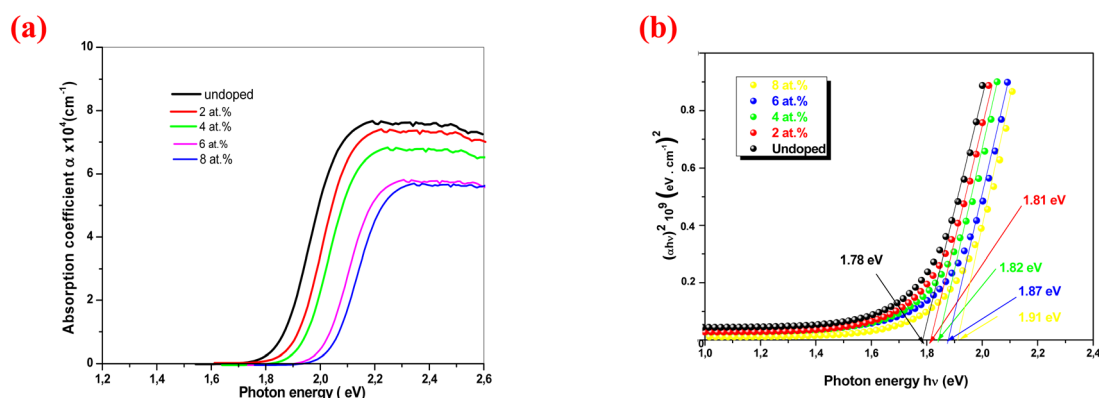 (a)
10
8
6
4
2
0
Absorption coefficient α x10⁴(cm⁻¹)
undoped
2 at.%
4 at.%
6 at.%
8 at.%
1,2
1,4
1,6
1,8
2,0
2,2
2,4
2,6
Photon energy ( eV)
(b)
0.9
0.6
0.4
0.2
0
(αhν)² 10⁹ (eV . cm⁻¹)²
8 at.%
6 at.%
4 at.%
2 at.%
Undoped
1.78 eV
1.81 eV
1.82 eV
1.87 eV
1.91 eV
1,0
1,2
1,4
1,6
1,8
2,0
2,2
2,4
Photon energy hν (eV)